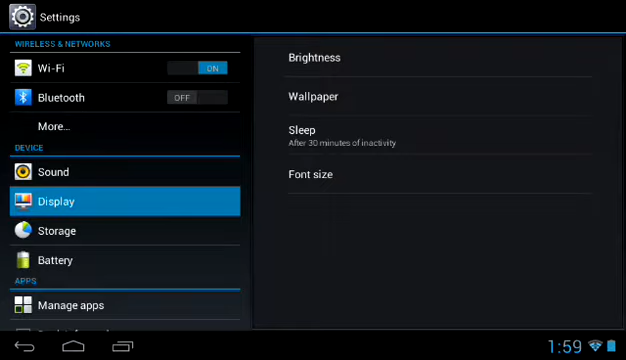 Settings
WIRELESS & NETWORKS
Wi-Fi
ON
Bluetooth
OFF
More...
DEVICE
Sound
Display
Storage
Battery
APPS
Manage apps
Brightness
Wallpaper
Sleep
After 30 minutes of inactivity
Font size
1:59